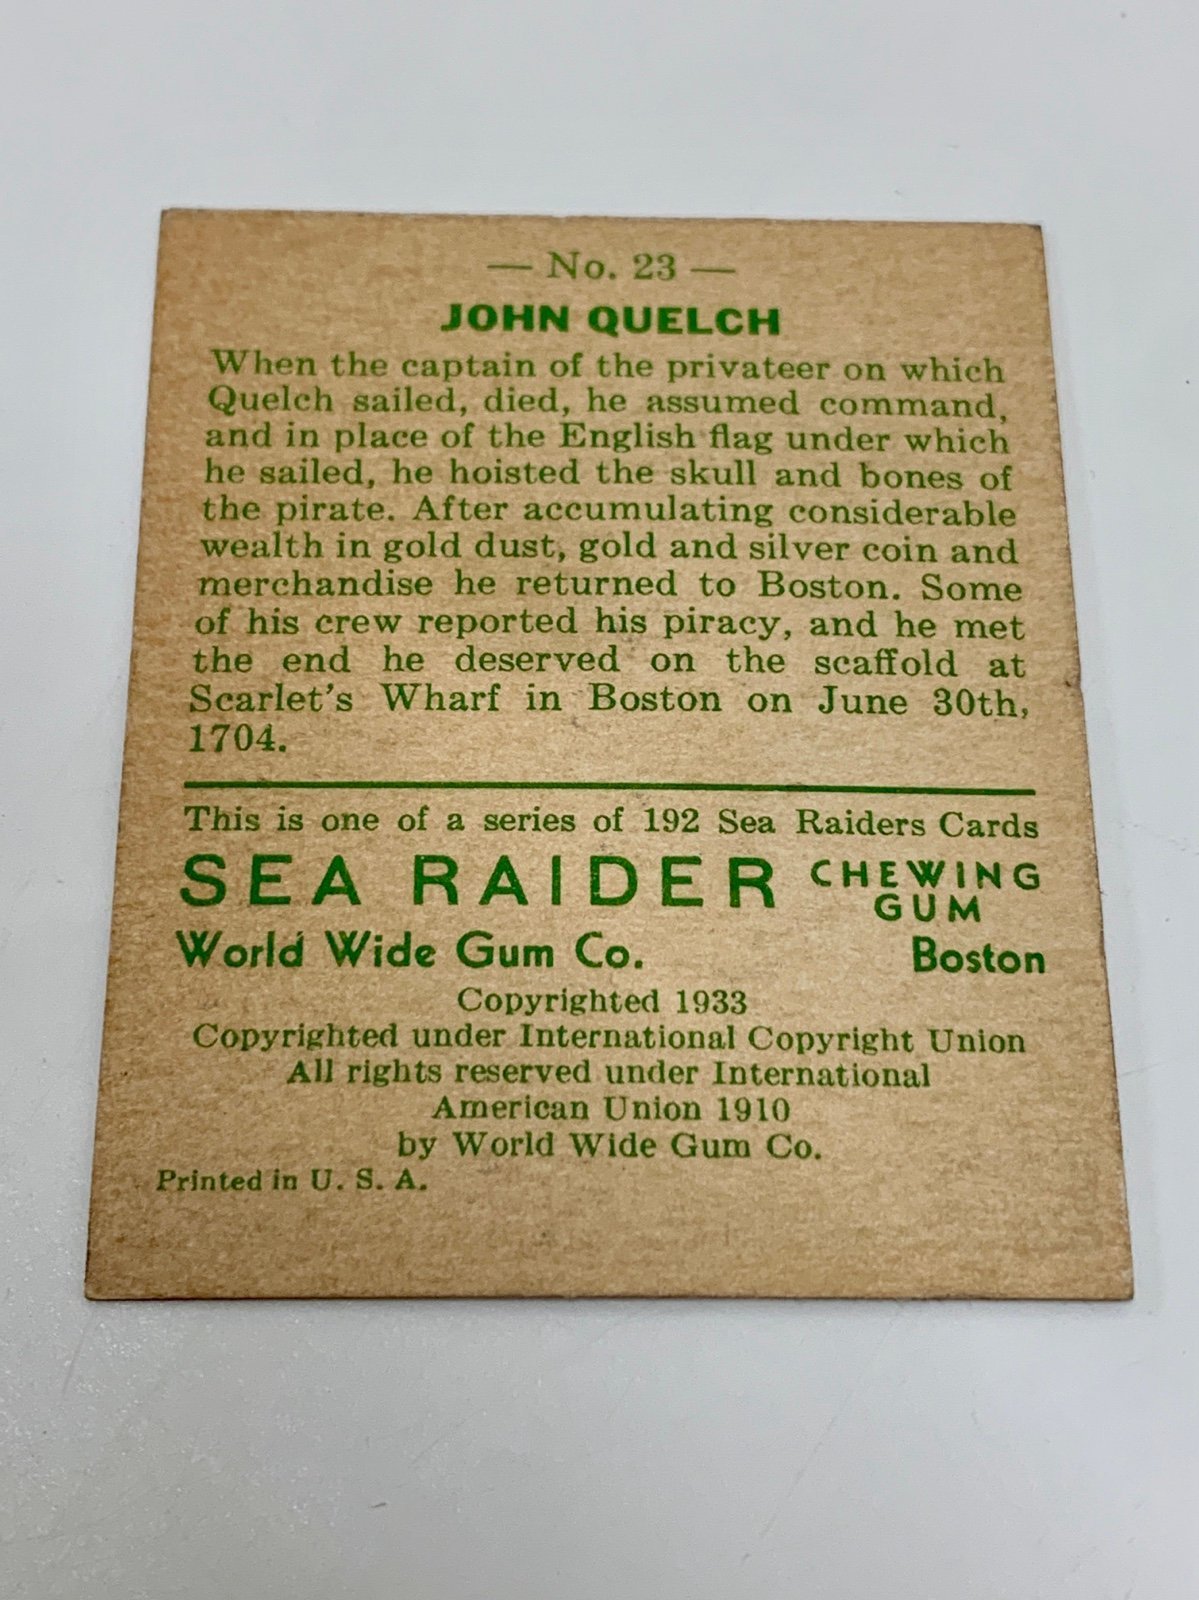 — No. 23 —
JOHN QUELCH
When the captain of the privateer on which
Quelch sailed, died, he assumed command,
and in place of the English flag under which
he sailed, he hoisted the skull and bones of
the pirate. After accumulating considerable
wealth in gold dust, gold and silver coin and
merchandise he returned to Boston. Some
of his crew reported his piracy, and he met
the end he deserved on the scaffold at
Scarlet's Wharf in Boston on June 30th,
1704.
This is one of a series of 192 Sea Raiders Cards
SEA RAIDER CHEWING GUM
World Wide Gum Co. Boston
Copyrighted 1933
Copyrighted under International Copyright Union
All rights reserved under International
American Union 1910
by World Wide Gum Co.
Printed in U. S. A.